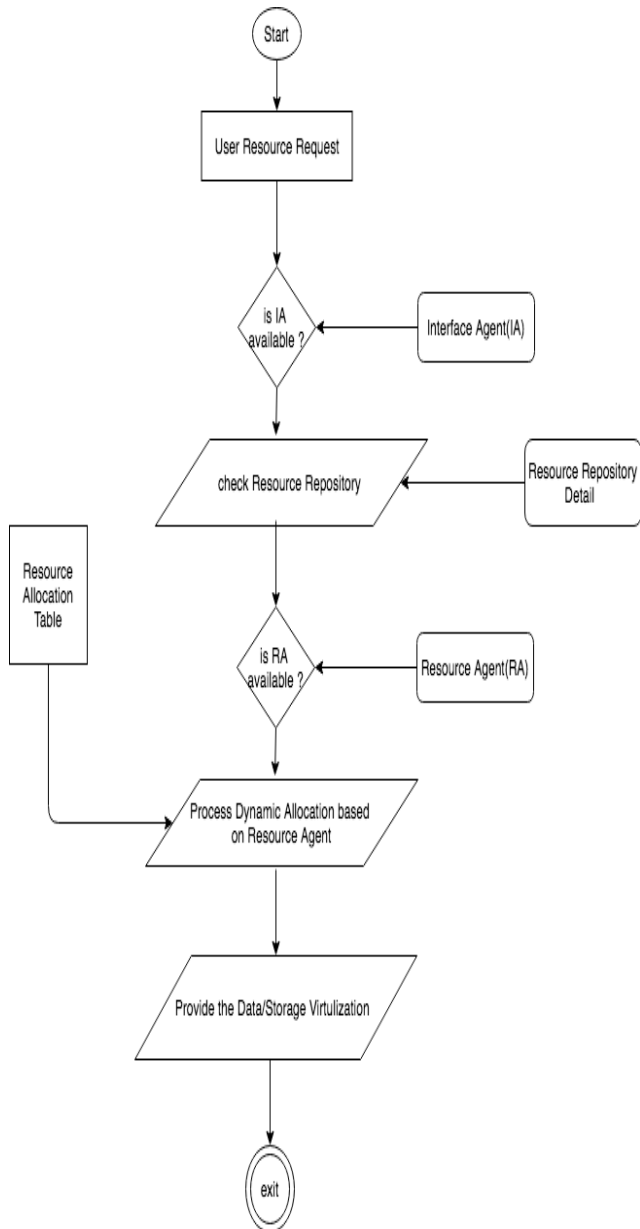 Start
User Resource Request
is IA
available ?
Interface Agent(IA)
check Resource Repository
Resource Repository
Detail
Resource
Allocation
Table
is RA
available ?
Resource Agent(RA)
Process Dynamic Allocation based
on Resource Agent
Provide the Data/Storage Virtulization
exit